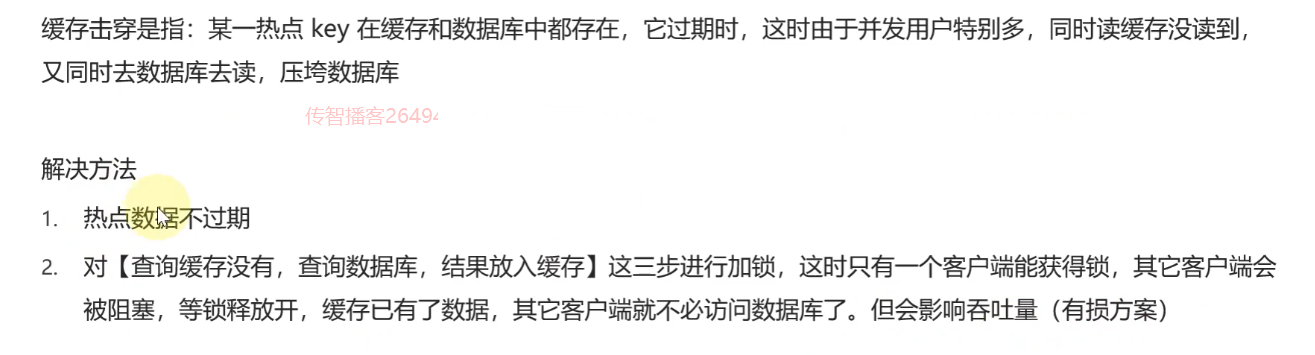 缓存击穿是指：某一热点 key 在缓存和数据库中都存在，它过期时，这时由于并发用户特别多，同时读缓存没读到，
又同时去数据库去读，压垮数据库
传智播客26494
解决方法
1. 热点数据不过期
2. 对【查询缓存没有，查询数据库，结果放入缓存】这三步进行加锁，这时只有一个客户端能获得锁，其它客户端会
被阻塞，等锁释放开，缓存已有了数据，其它客户端就不必访问数据库了。但会影响吞吐量（有损方案）